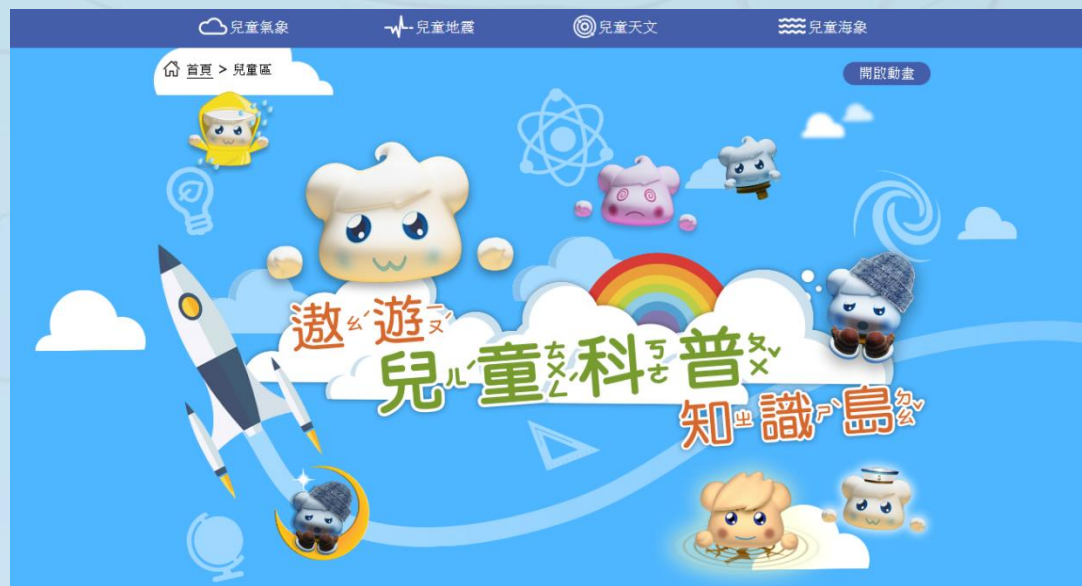 兒童氣象 兒童地震 兒童天文 兒童海象
首頁 > 兒童區
開啟動畫
遨ㄠˊ遊ㄧㄡˊ
兒ㄦˊ童ㄊㄨㄥˊ科ㄎㄜ普ㄆㄨˇ
知ㄓ識ㄕˋ島ㄉㄠˇ